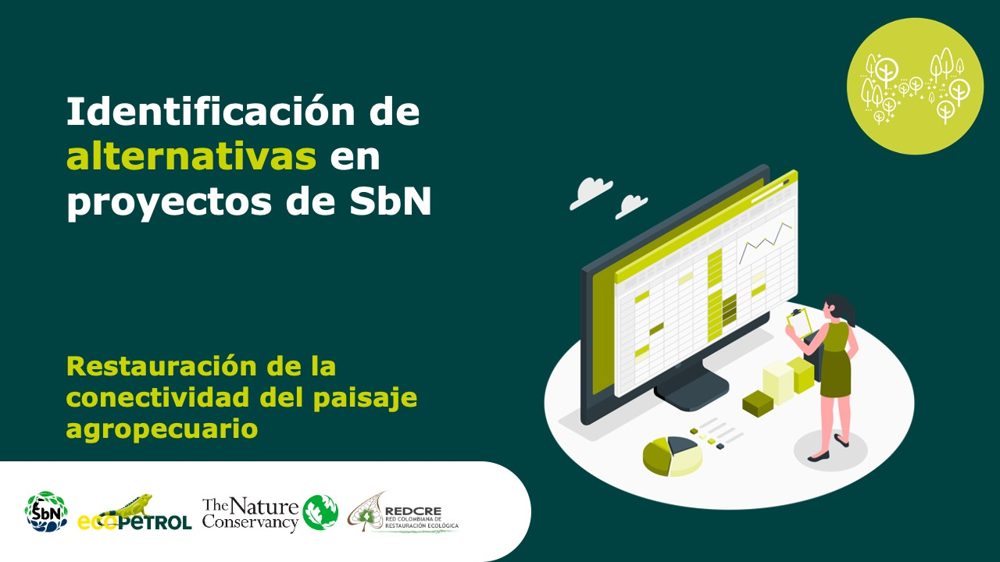 Identificación de
alternativas en
proyectos de SbN
Restauración de la
conectividad del paisaje
agropecuario
SbN
ecopetrol
The Nature
Conservancy
REDCRE
RED COLOMBIANA DE
RESTAURACIÓN ECOLÓGICA